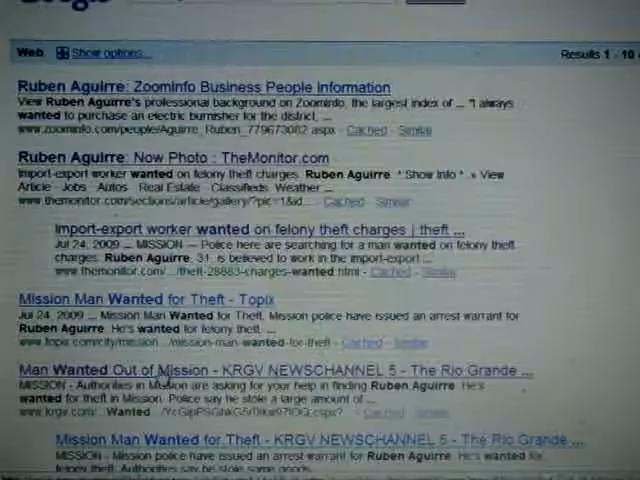 Google
Web Show options... Results 1 - 10
Ruben Aguirre: ZoomInfo Business People Information
View Ruben Aguirre's professional background on ZoomInfo, the largest index of ... "I always
wanted to purchase an electric burnisher for the district, ...
www.zoominfo.com/people/Aguirre_Ruben_779673082.aspx - Cached - Similar
Ruben Aguirre: Now Photo : TheMonitor.com
Import-export worker wanted on felony theft charges. Ruben Aguirre. * Show Info * . » View
Article · Jobs · Autos · Real Estate · Classifieds. Weather ...
www.themonitor.com/sections/article/gallery/?pic=1&id... - Cached - Similar
Import-export worker wanted on felony theft charges | theft ...
Jul 24, 2009 ... MISSION — Police here are searching for a man wanted on felony theft
charges. Ruben Aguirre, 31, is believed to work in the import-export ...
www.themonitor.com/.../theft-28883-charges-wanted.html - Cached - Similar
Mission Man Wanted for Theft - Topix
Jul 24, 2009 ... Mission Man Wanted for Theft. Mission police have issued an arrest warrant for
Ruben Aguirre. He's wanted for felony theft. ...
www.topix.com/city/mission.../mission-man-wanted-for-theft - Cached - Similar
Man Wanted Out of Mission - KRGV NEWSCHANNEL 5 - The Rio Grande ...
MISSION - Authorities in Mission are asking for your help in finding Ruben Aguirre. He's
wanted for theft in Mission. Police say he stole a large amount of ...
www.krgv.com/...Wanted... - Cached - Similar
Mission Man Wanted for Theft - KRGV NEWSCHANNEL 5 - The Rio Grande ...
MISSION - Mission police have issued an arrest warrant for Ruben Aguirre. He's wanted for
felony theft. Authorities say he stole some goods